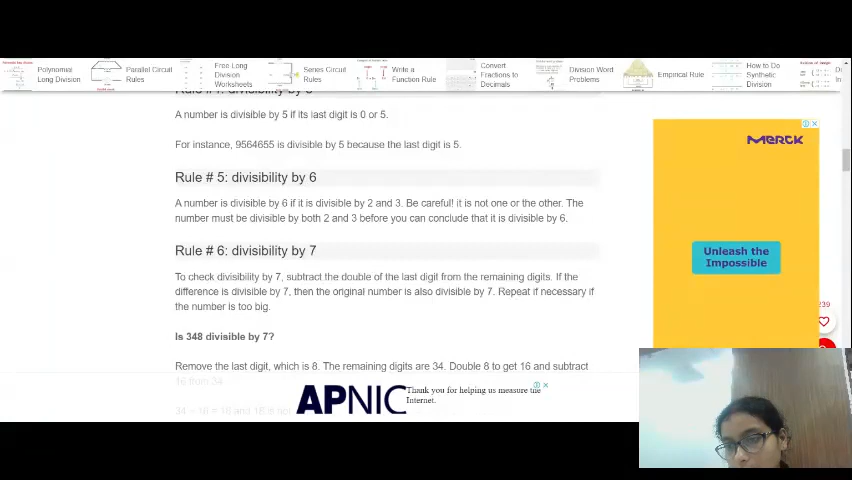 Polynomial
Long Division
Parallel Circuit
Rules
Free Long
Division
Worksheets
Series Circuit
Rules
Write a
Function Rule
Convert
Fractions to
Decimals
Division Word
Problems
Empirical Rule
How to Do
Synthetic
Division
A number is divisible by 5 if its last digit is 0 or 5.
For instance, 9564655 is divisible by 5 because the last digit is 5.
Rule # 5: divisibility by 6
A number is divisible by 6 if it is divisible by 2 and 3. Be careful! it is not one or the other. The
number must be divisible by both 2 and 3 before you can conclude that it is divisible by 6.
Rule # 6: divisibility by 7
To check divisibility by 7, subtract the double of the last digit from the remaining digits. If the
difference is divisible by 7, then the original number is also divisible by 7. Repeat if necessary if
the number is too big.
Is 348 divisible by 7?
Remove the last digit, which is 8. The remaining digits are 34. Double 8 to get 16 and subtract
16 from 34
MERCK
Unleash the
Impossible
239
APNIC
Thank you for helping us measure the
Internet.